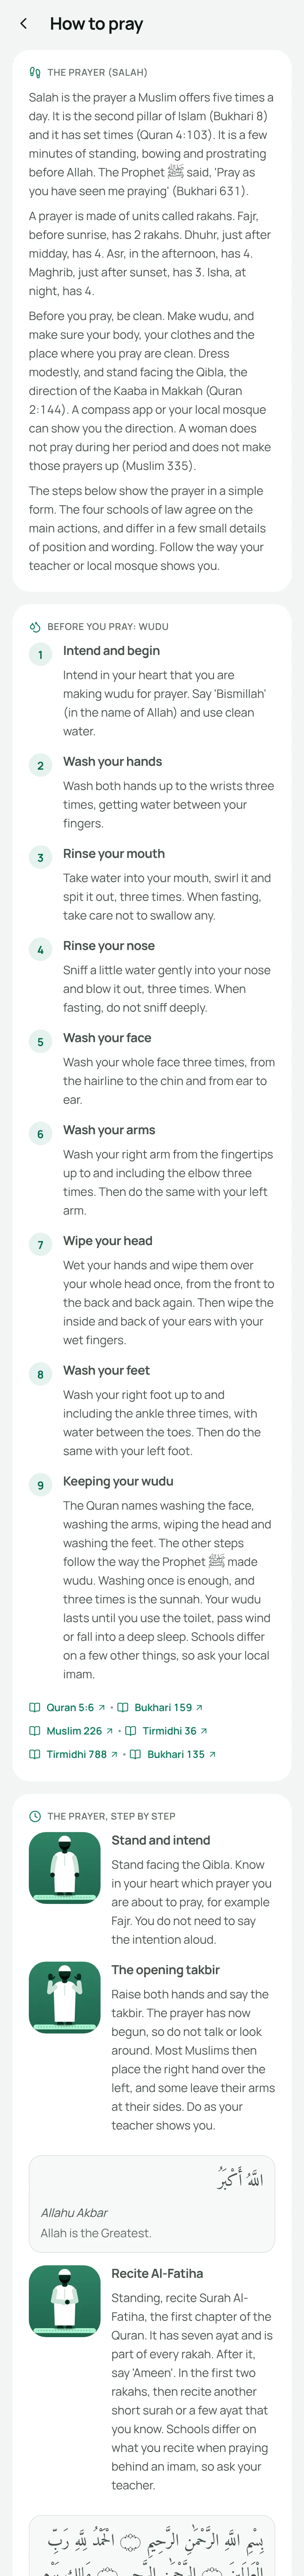 How to pray
THE PRAYER (SALAH)
Salah is the prayer a Muslim offers five times a
day. It is the second pillar of Islam (Bukhari 8)
and it has set times (Quran 4:103). It is a few
minutes of standing, bowing and prostrating
before Allah. The Prophet ﷺ said, 'Pray as
you have seen me praying' (Bukhari 631).
A prayer is made of units called rakahs. Fajr,
before sunrise, has 2 rakahs. Dhuhr, just after
midday, has 4. Asr, in the afternoon, has 4.
Maghrib, just after sunset, has 3. Isha, at
night, has 4.
Before you pray, be clean. Make wudu, and
make sure your body, your clothes and the
place where you pray are clean. Dress
modestly, and stand facing the Qibla, the
direction of the Kaaba in Makkah (Quran
2:144). A compass app or your local mosque
can show you the direction. A woman does
not pray during her period and does not make
those prayers up (Muslim 335).
The steps below show the prayer in a simple
form. The four schools of law agree on the
main actions, and differ in a few small details
of position and wording. Follow the way your
teacher or local mosque shows you.
BEFORE YOU PRAY: WUDU
1 Intend and begin
Intend in your heart that you are
making wudu for prayer. Say 'Bismillah'
(in the name of Allah) and use clean
water.
2 Wash your hands
Wash both hands up to the wrists three
times, getting water between your
fingers.
3 Rinse your mouth
Take water into your mouth, swirl it and
spit it out, three times. When fasting,
take care not to swallow any.
4 Rinse your nose
Sniff a little water gently into your nose
and blow it out, three times. When
fasting, do not sniff deeply.
5 Wash your face
Wash your whole face three times, from
the hairline to the chin and from ear to
ear.
6 Wash your arms
Wash your right arm from the fingertips
up to and including the elbow three
times. Then do the same with your left
arm.
7 Wipe your head
Wet your hands and wipe them over
your whole head once, from the front to
the back and back again. Then wipe the
inside and back of your ears with your
wet fingers.
8 Wash your feet
Wash your right foot up to and
including the ankle three times, with
water between the toes. Then do the
same with your left foot.
9 Keeping your wudu
The Quran names washing the face,
washing the arms, wiping the head and
washing the feet. The other steps
follow the way the Prophet ﷺ made
wudu. Washing once is enough, and
three times is the sunnah. Your wudu
lasts until you use the toilet, pass wind
or fall into a deep sleep. Schools differ
on a few other things, so ask your local
imam.
Quran 5:6 ↗ • Bukhari 159 ↗
Muslim 226 ↗ • Tirmidhi 36 ↗
Tirmidhi 788 ↗ • Bukhari 135 ↗
THE PRAYER, STEP BY STEP
Stand and intend
Stand facing the Qibla. Know
in your heart which prayer you
are about to pray, for example
Fajr. You do not need to say
the intention aloud.
The opening takbir
Raise both hands and say the
takbir. The prayer has now
begun, so do not talk or look
around. Most Muslims then
place the right hand over the
left, and some leave their arms
at their sides. Do as your
teacher shows you.
اللَّهُ أَكْبَرُ
Allahu Akbar
Allah is the Greatest.
Recite Al-Fatiha
Standing, recite Surah Al-
Fatiha, the first chapter of the
Quran. It has seven ayat and is
part of every rakah. After it,
say 'Ameen'. In the first two
rakahs, then recite another
short surah or a few ayat that
you know. Schools differ on
what you recite when praying
behind an imam, so ask your
teacher.
بِسْمِ اللَّهِ الرَّحْمَٰنِ الرَّحِيمِ ۝ الْحَمْدُ لِلَّهِ رَبِّ